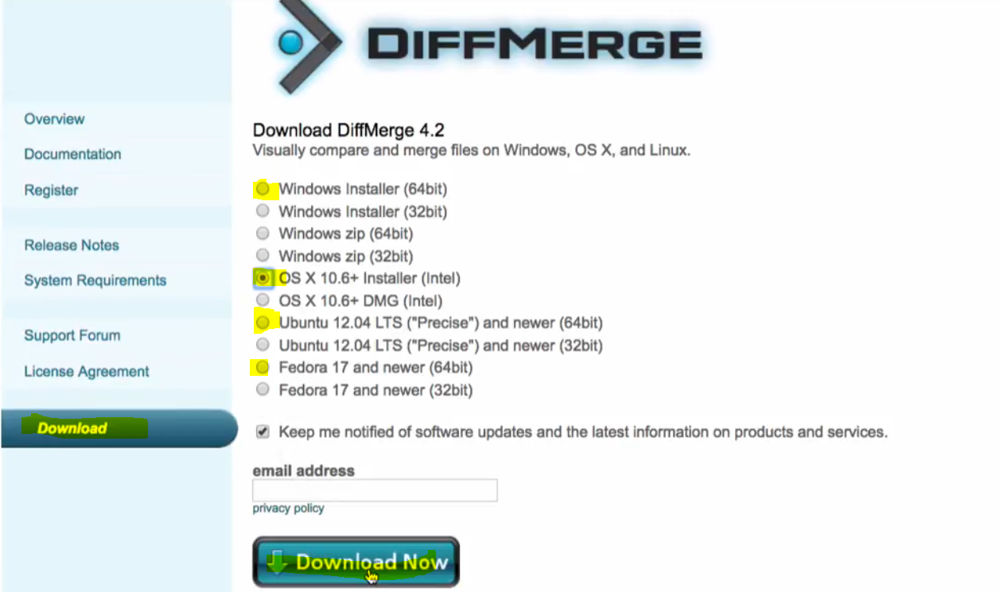 DIFFMERGE
Overview
Documentation
Register
Release Notes
System Requirements
Support Forum
License Agreement
Download
Download DiffMerge 4.2
Visually compare and merge files on Windows, OS X, and Linux.
Windows Installer (64bit)
Windows Installer (32bit)
Windows zip (64bit)
Windows zip (32bit)
OS X 10.6+ Installer (Intel)
OS X 10.6+ DMG (Intel)
Ubuntu 12.04 LTS ("Precise") and newer (64bit)
Ubuntu 12.04 LTS ("Precise") and newer (32bit)
Fedora 17 and newer (64bit)
Fedora 17 and newer (32bit)
Keep me notified of software updates and the latest information on products and services.
email address
privacy policy
Download Now